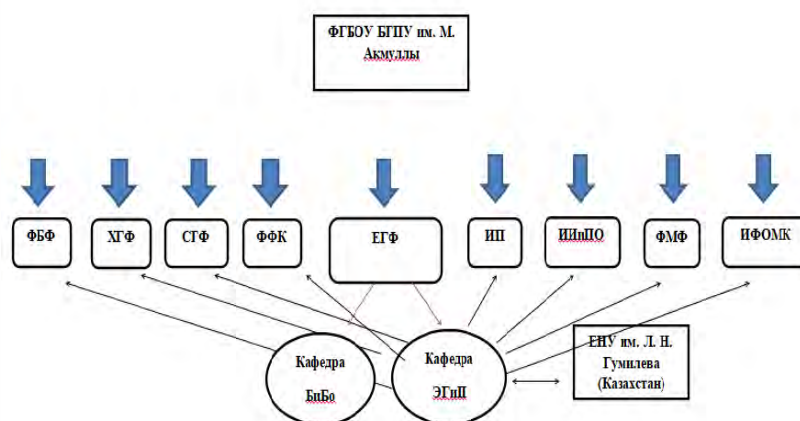 ФГБОУ БГПУ им. М.
Акмуллы
ФБФ
ХГФ
СГФ
ФФК
ЕГФ
ИП
ИИиПО
ФМФ
ИФОМК
Кафедра
БиБо
Кафедра
ЭГиП
ЕНУ им. Л. Н.
Гумилева
(Казахстан)